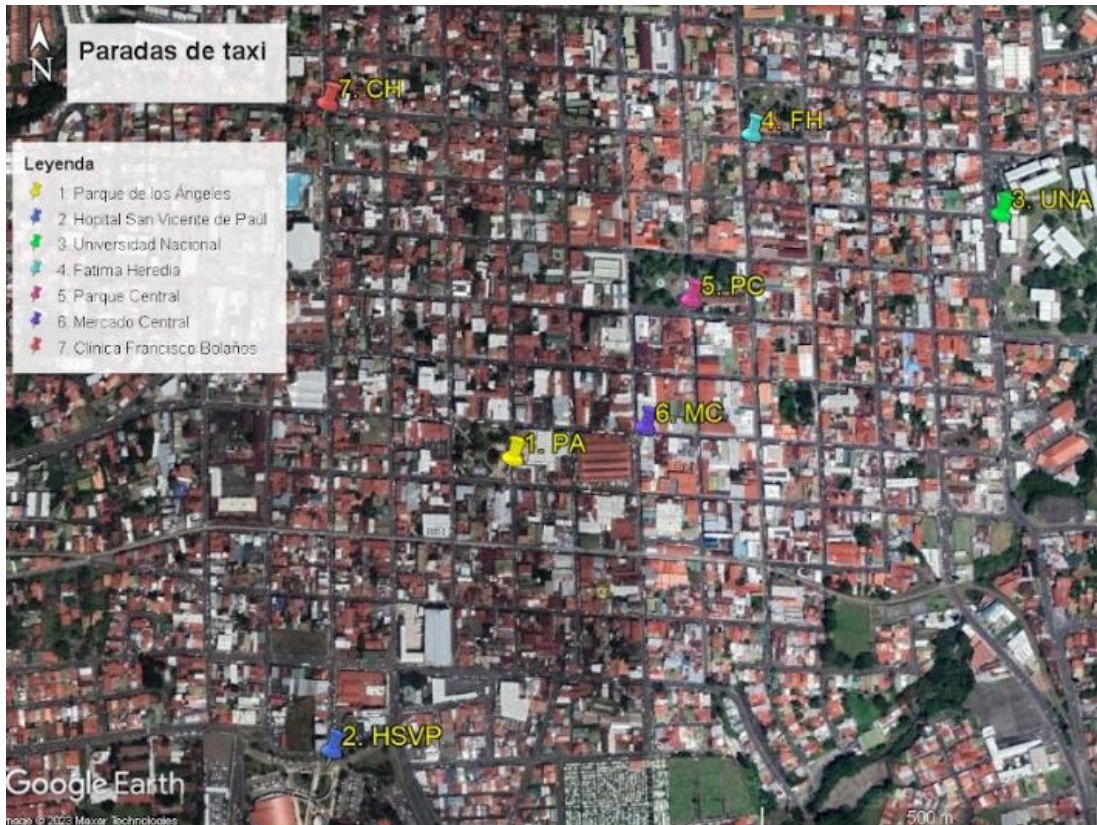 N
Paradas de taxi
Leyenda
1. Parque de los Angeles
2. Hopital San Vicente de Paúl
3. Universidad Nacional
4. Fatima Heredia
5. Parque Central
6. Mercado Central
7. Clínica Francisco Bolaños
7. CH
4. FH
3. UNA
5. PC
6. MC
1. PA
2. HSVP
Google Earth
Image © 2023 Maxar Technologies
500 m